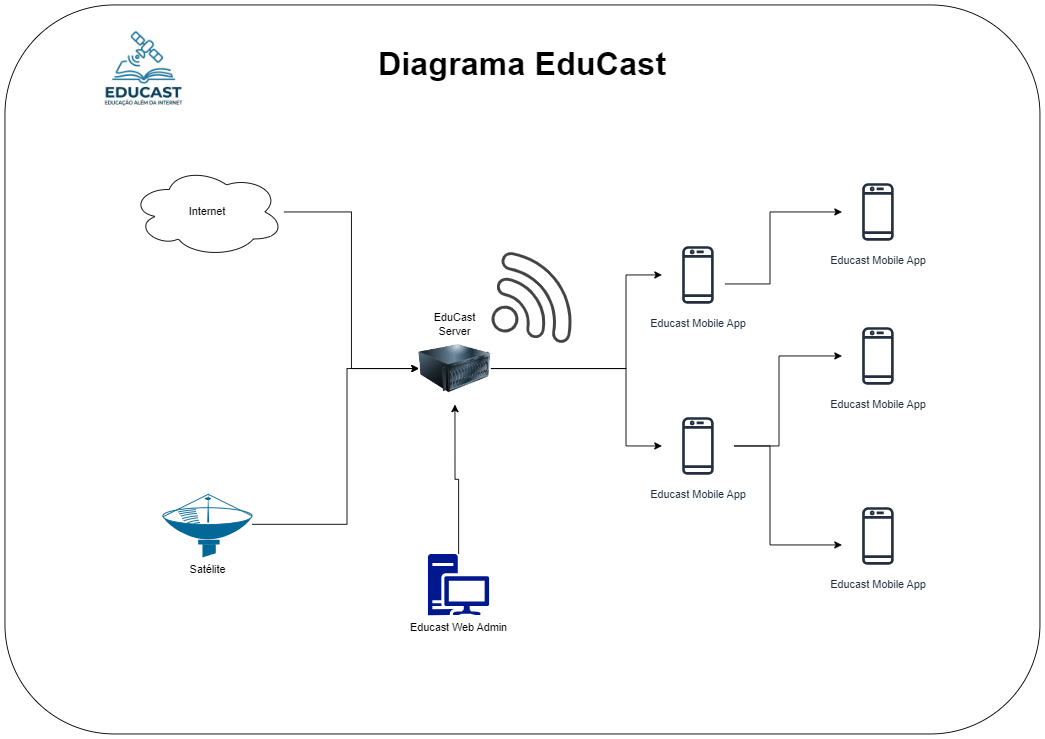 EDUCAST
EDUCAÇÃO ALÉM DA INTERNET
Diagrama EduCast
Internet
EduCast
Server
Educast Mobile App
Educast Mobile App
Educast Mobile App
Educast Mobile App
Educast Mobile App
Satélite
Educast Web Admin